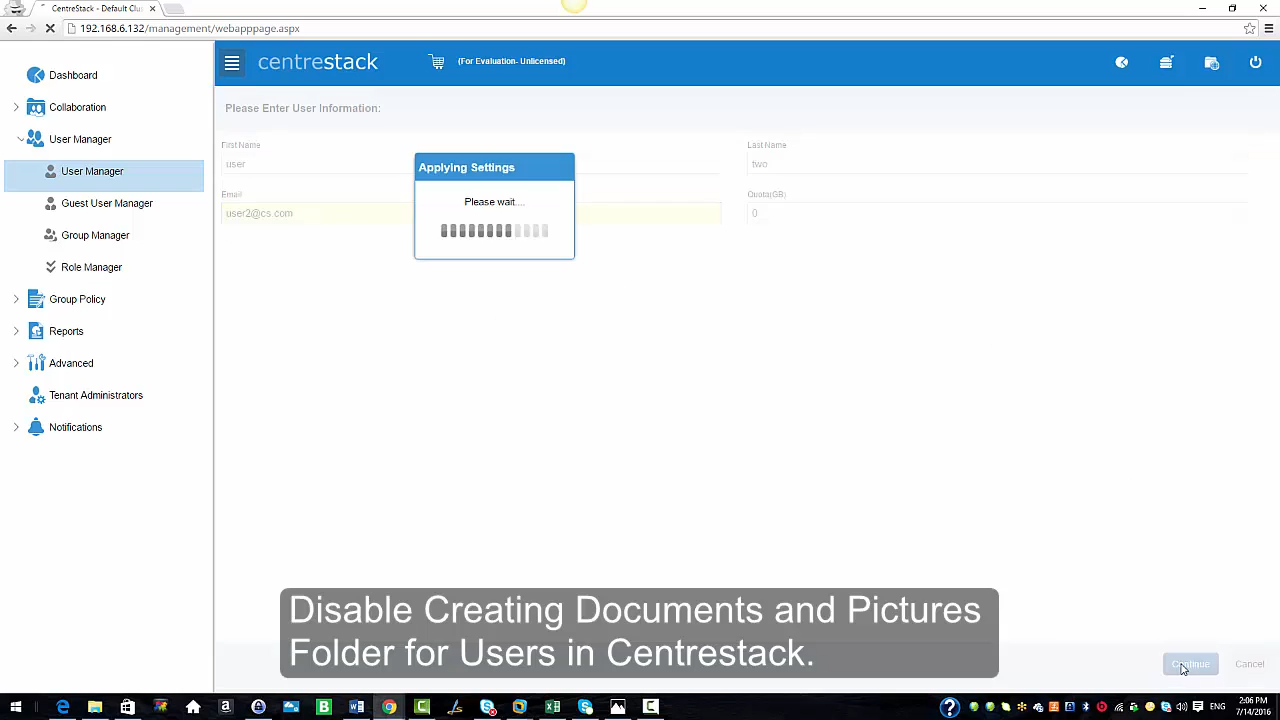 CentreStack - Default Clu
192.168.6.132/management/webapppage.aspx
Dashboard
Collaboration
User Manager
User Manager
Guest User Manager
Group Manager
Role Manager
Group Policy
Reports
Advanced
Tenant Administrators
Notifications
centrestack
(For Evaluation- Unlicensed)
Please Enter User Information:
First Name
user
Last Name
two
Email
user2@cs.com
Quota(GB)
0
Applying Settings
Please wait....
Disable Creating Documents and Pictures
Folder for Users in Centrestack.
Continue
Cancel
ENG
2:06 PM
7/14/2016